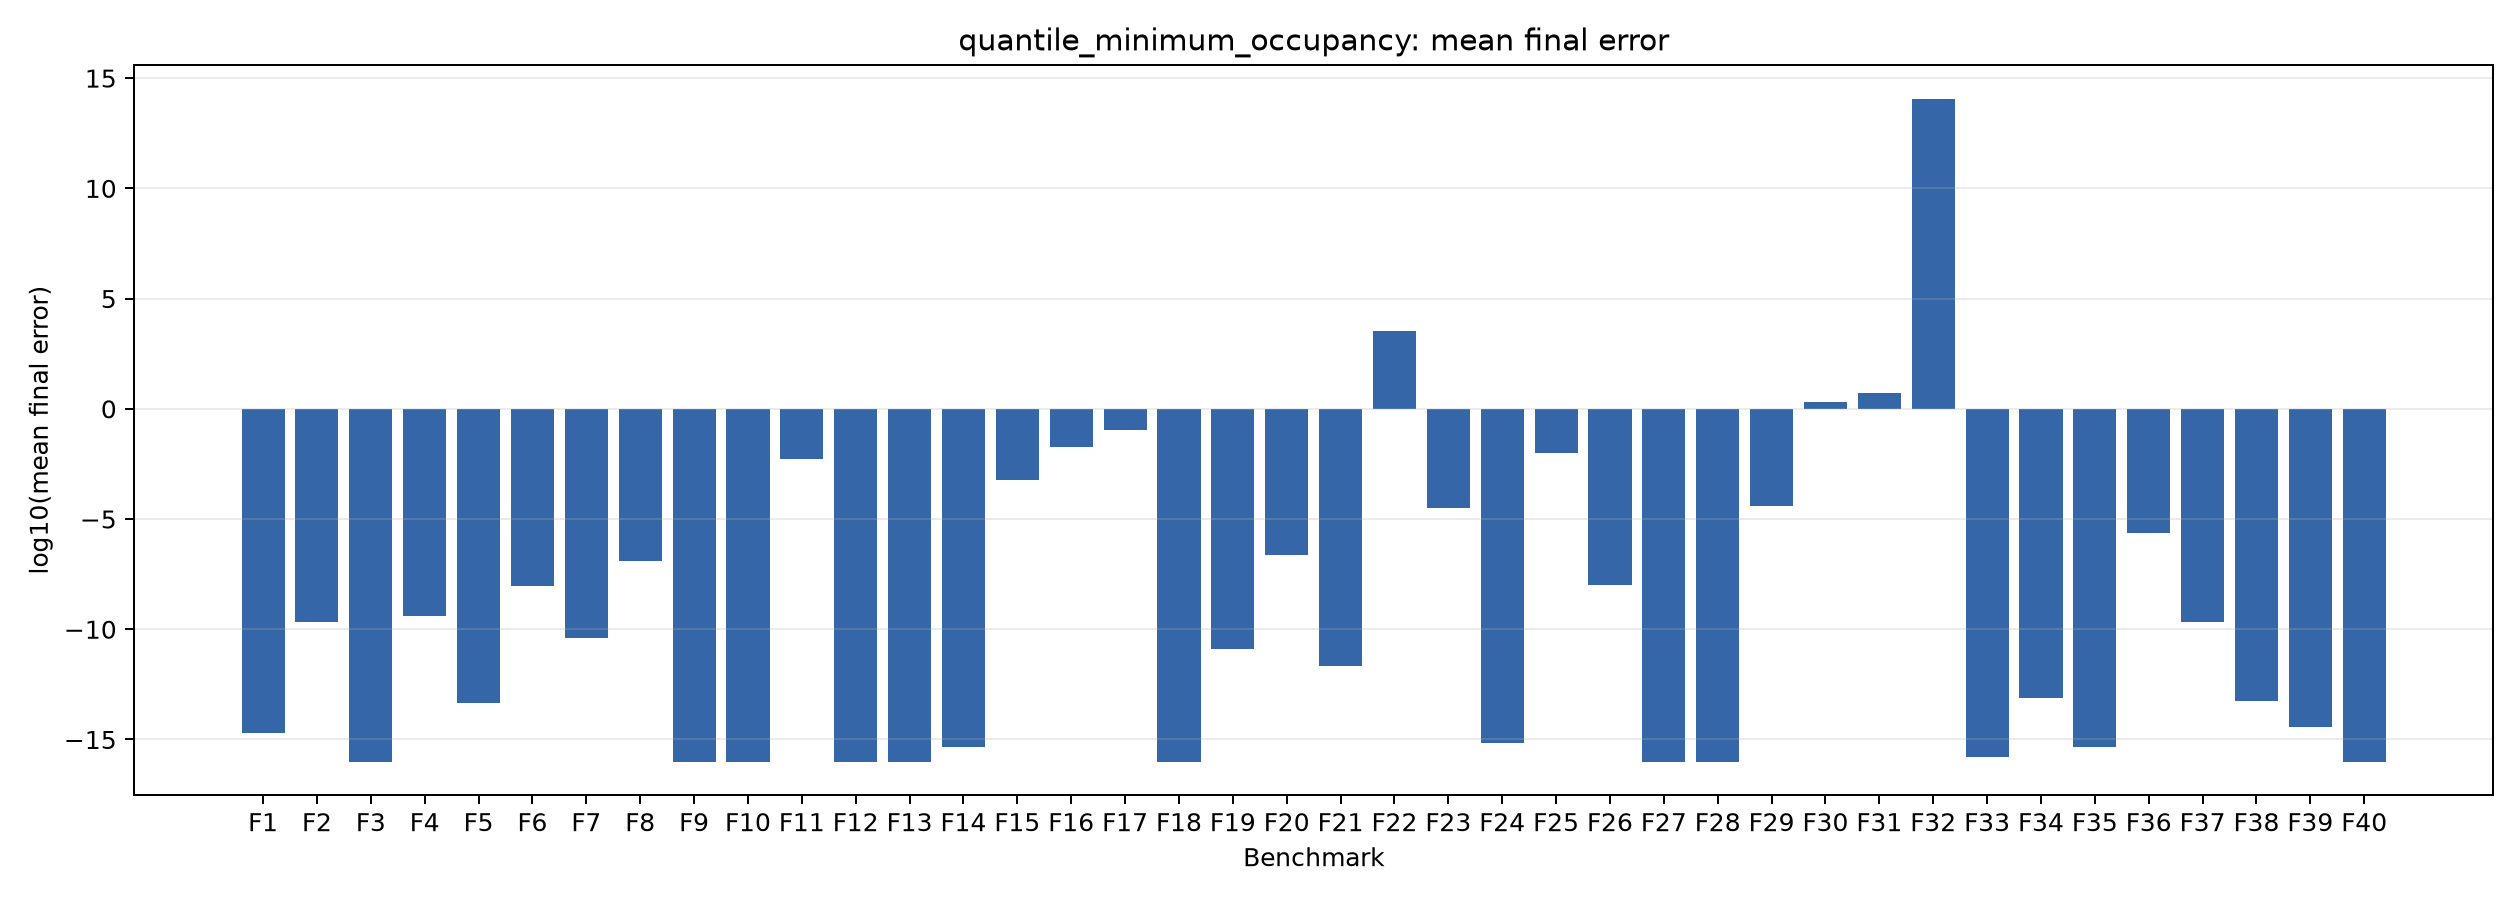 quantile_minimum_occupancy: mean final error
15
10
5
0
−5
−10
−15
log10(mean final error)
F1 F2 F3 F4 F5 F6 F7 F8 F9 F10 F11 F12 F13 F14 F15 F16 F17 F18 F19 F20 F21 F22 F23 F24 F25 F26 F27 F28 F29 F30 F31 F32 F33 F34 F35 F36 F37 F38 F39 F40
Benchmark